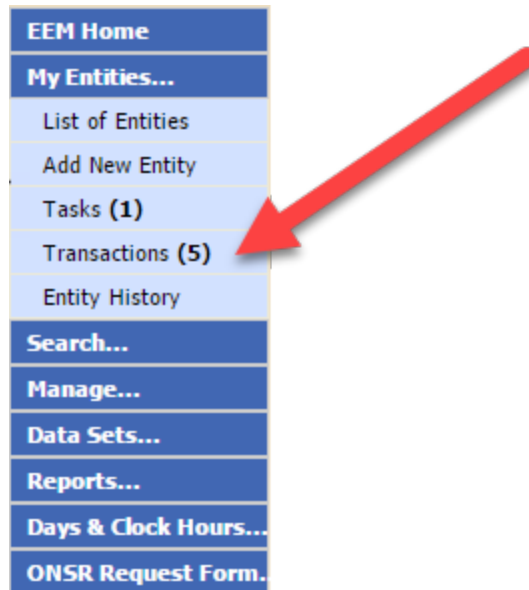 EEM Home
My Entities...
List of Entities
Add New Entity
Tasks (1)
Transactions (5)
Entity History
Search...
Manage...
Data Sets...
Reports...
Days & Clock Hours...
ONSR Request Form..